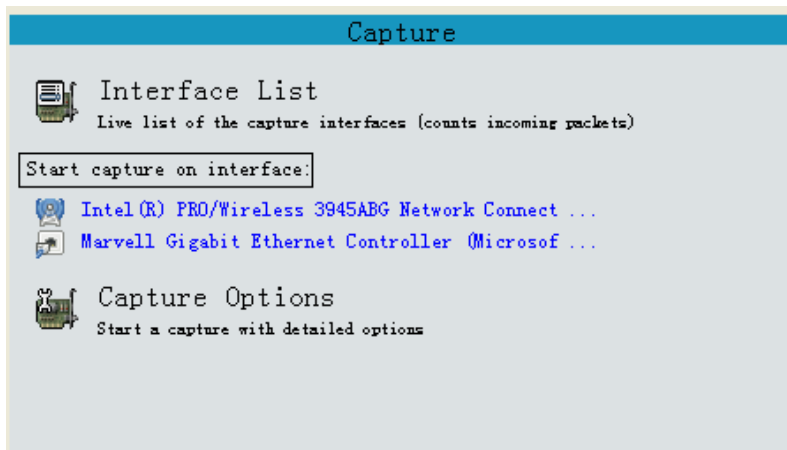 Capture
Interface List
Live list of the capture interfaces (counts incoming packets)
Start capture on interface:
Intel(R) PRO/Wireless 3945ABG Network Connect ...
Marvell Gigabit Ethernet Controller (Microsof ...
Capture Options
Start a capture with detailed options